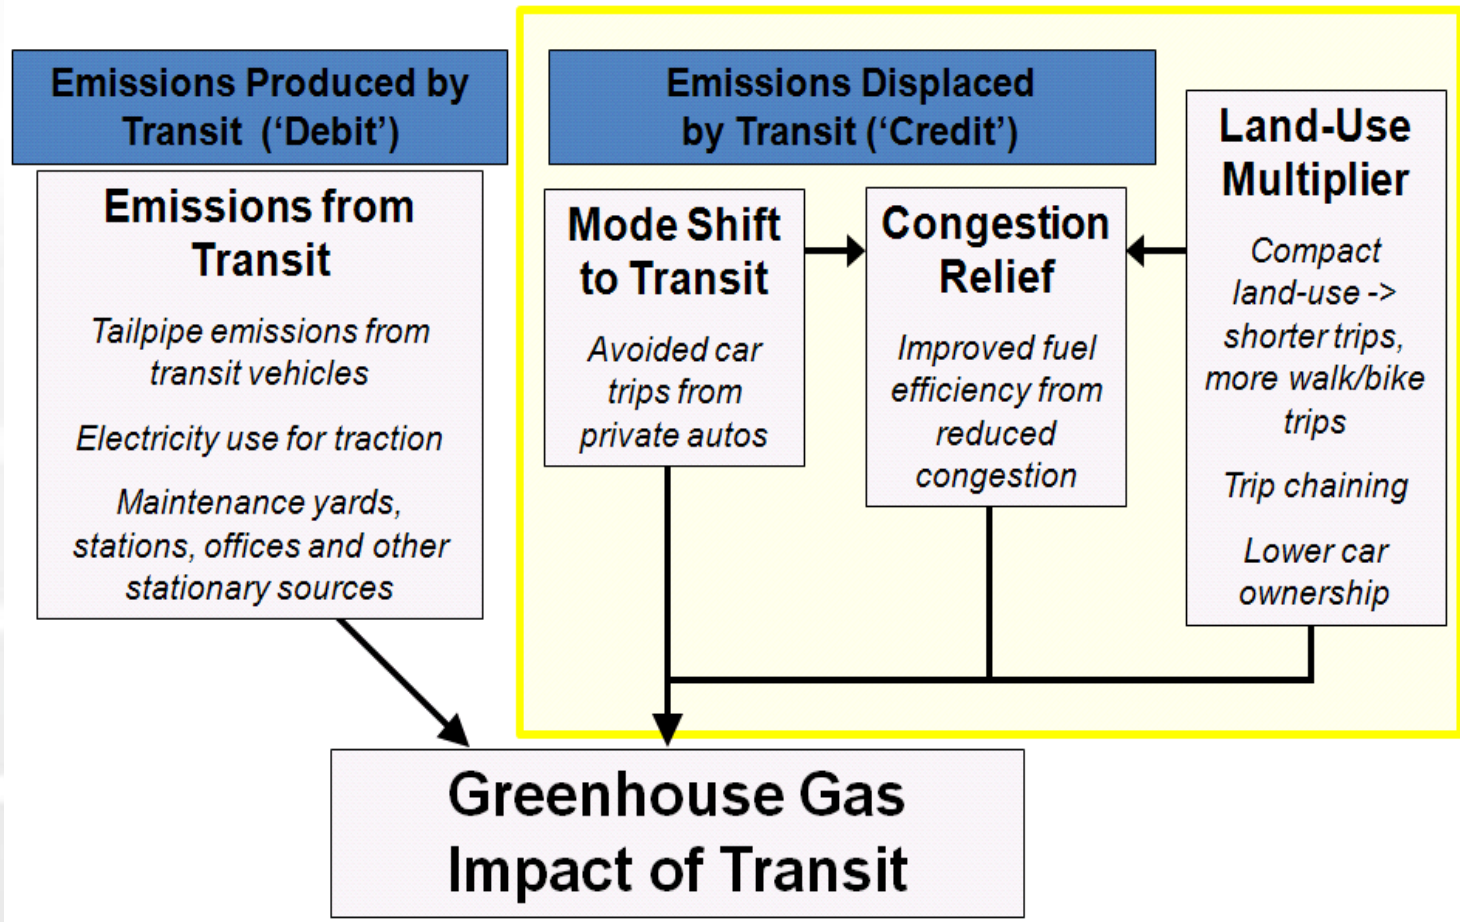 Emissions Produced by
Transit (‘Debit’)
Emissions from
Transit
Tailpipe emissions from
transit vehicles
Electricity use for traction
Maintenance yards,
stations, offices and other
stationary sources
Emissions Displaced
by Transit (‘Credit’)
Mode Shift
to Transit
Avoided car
trips from
private autos
Congestion
Relief
Improved fuel
efficiency from
reduced
congestion
Land-Use
Multiplier
Compact
land-use ->
shorter trips,
more walk/bike
trips
Trip chaining
Lower car
ownership
Greenhouse Gas
Impact of Transit